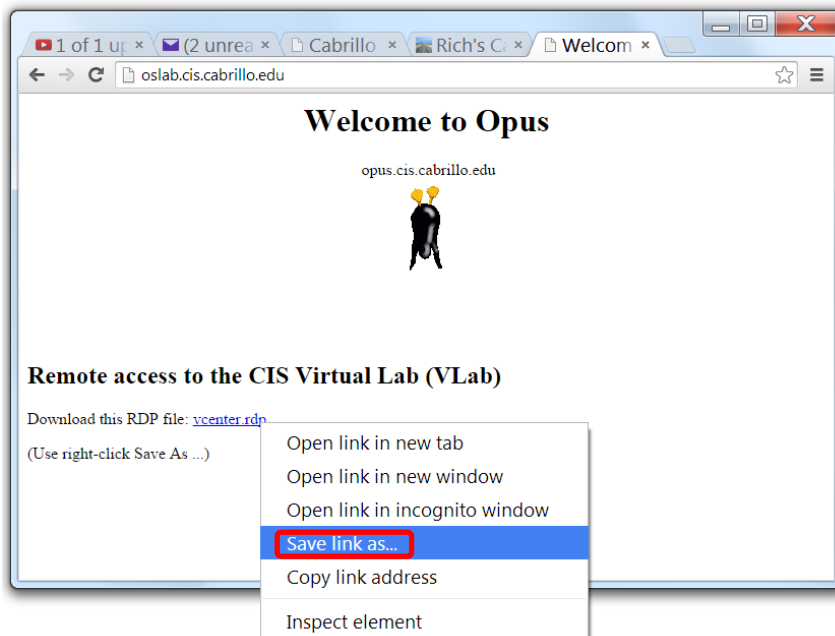 1 of 1 up
(2 unrea
Cabrillo
Rich's Ca
Welcom
oslab.cis.cabrillo.edu
Welcome to Opus
opus.cis.cabrillo.edu
Remote access to the CIS Virtual Lab (VLab)
Download this RDP file: vcenter.rdp
(Use right-click Save As ...)
Open link in new tab
Open link in new window
Open link in incognito window
Save link as...
Copy link address
Inspect element